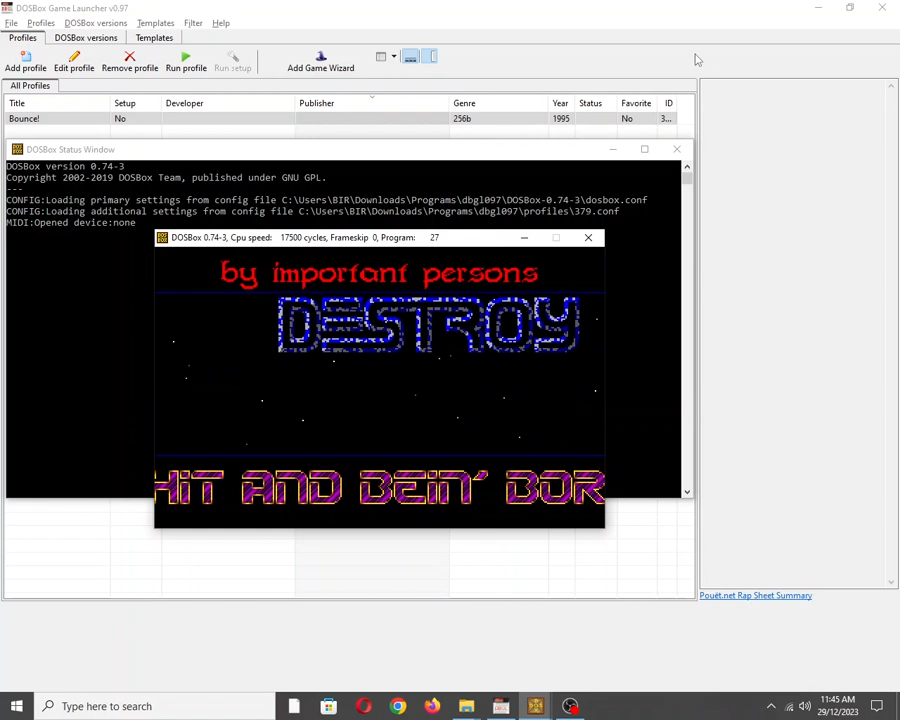 DOSBox Game Launcher v0.97
File Profiles DOSBox versions Templates Filter Help
Profiles DOSBox versions Templates
Add profile Edit profile Remove profile Run profile Run setup Add Game Wizard
All Profiles
Title Setup Developer Publisher Genre Year Status Favorite ID
Bounce! No 256b 1995 No 3...
DOSBox Status Window
DOSBox version 0.74-3
Copyright 2002-2019 DOSBox Team, published under GNU GPL.
---
CONFIG:Loading primary settings from config file C:\Users\BIR\Downloads\Programs\dbgl097\DOSBox-0.74-3\dosbox.conf
CONFIG:Loading additional settings from config file C:\Users\BIR\Downloads\Programs\dbgl097\profiles\379.conf
MIDI:Opened device:none
DOSBox 0.74-3, Cpu speed: 17500 cycles, Frameskip 0, Program: 27
by important persons
DESTROY
HIT AND BEIN' BOR
Pouët.net Rap Sheet Summary
Type here to search
11:45 AM
29/12/2023